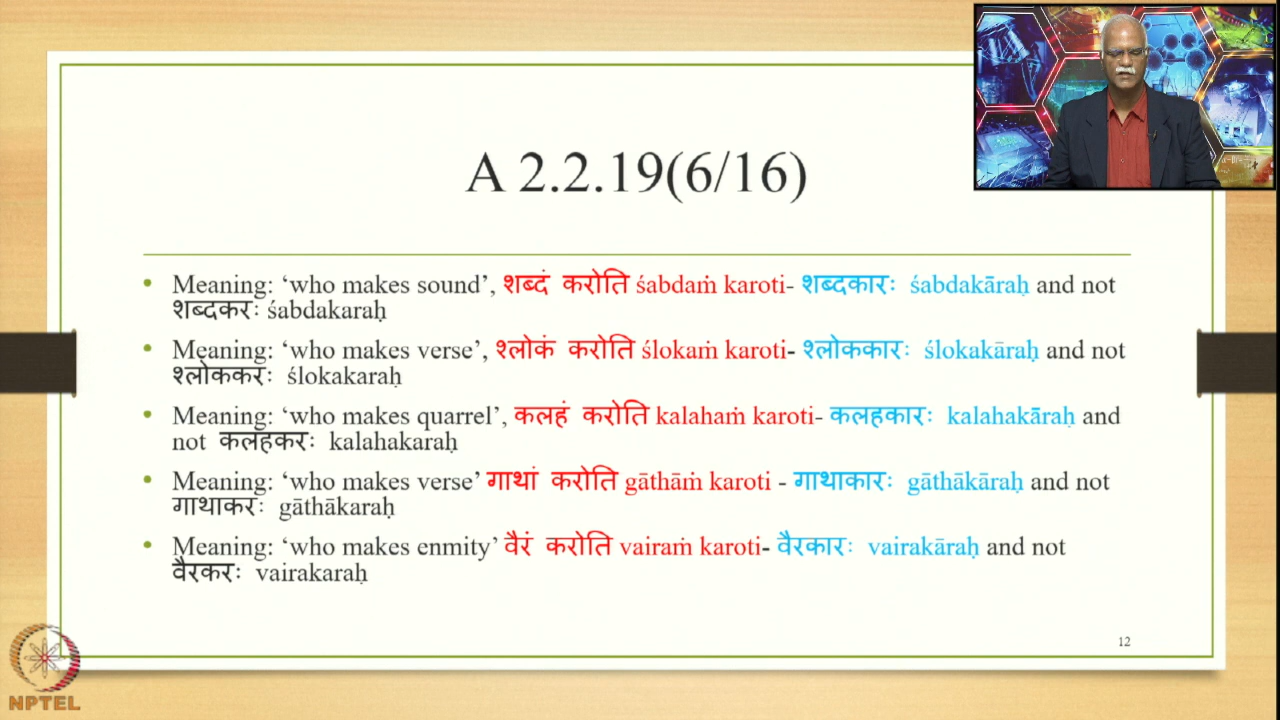 A 2.2.19(6/16)
• Meaning: ‘who makes sound’, शब्दं करोति śabdaṁ karoti- शब्दकारः śabdakāraḥ and not
शब्दकरः śabdakaraḥ
• Meaning: ‘who makes verse’, श्लोकं करोति ślokaṁ karoti- श्लोककारः ślokakāraḥ and not
श्लोककरः ślokakaraḥ
• Meaning: ‘who makes quarrel’, कलहं करोति kalahaṁ karoti- कलहकारः kalahakāraḥ and
not कलहकरः kalahakaraḥ
• Meaning: ‘who makes verse’ गाथां करोति gāthāṁ karoti - गाथाकारः gāthākāraḥ and not
गाथाकरः gāthākaraḥ
• Meaning: ‘who makes enmity’ वैरं करोति vairaṁ karoti- वैरकारः vairakāraḥ and not
वैरकरः vairakaraḥ
12
NPTEL